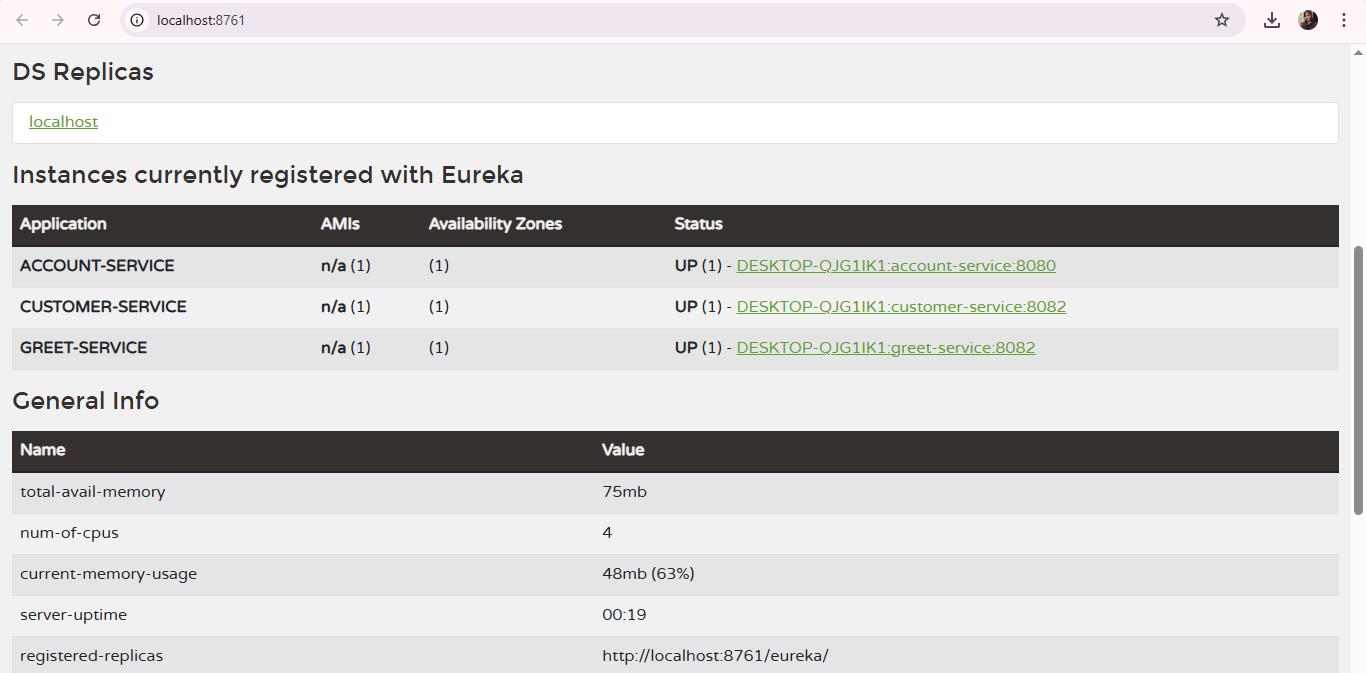 localhost:8761
DS Replicas
localhost
Instances currently registered with Eureka
Application AMIs Availability Zones Status
ACCOUNT-SERVICE n/a (1) (1) UP (1) - DESKTOP-QJG1IK1:account-service:8080
CUSTOMER-SERVICE n/a (1) (1) UP (1) - DESKTOP-QJG1IK1:customer-service:8082
GREET-SERVICE n/a (1) (1) UP (1) - DESKTOP-QJG1IK1:greet-service:8082
General Info
Name Value
total-avail-memory 75mb
num-of-cpus 4
current-memory-usage 48mb (63%)
server-uptime 00:19
registered-replicas http://localhost:8761/eureka/